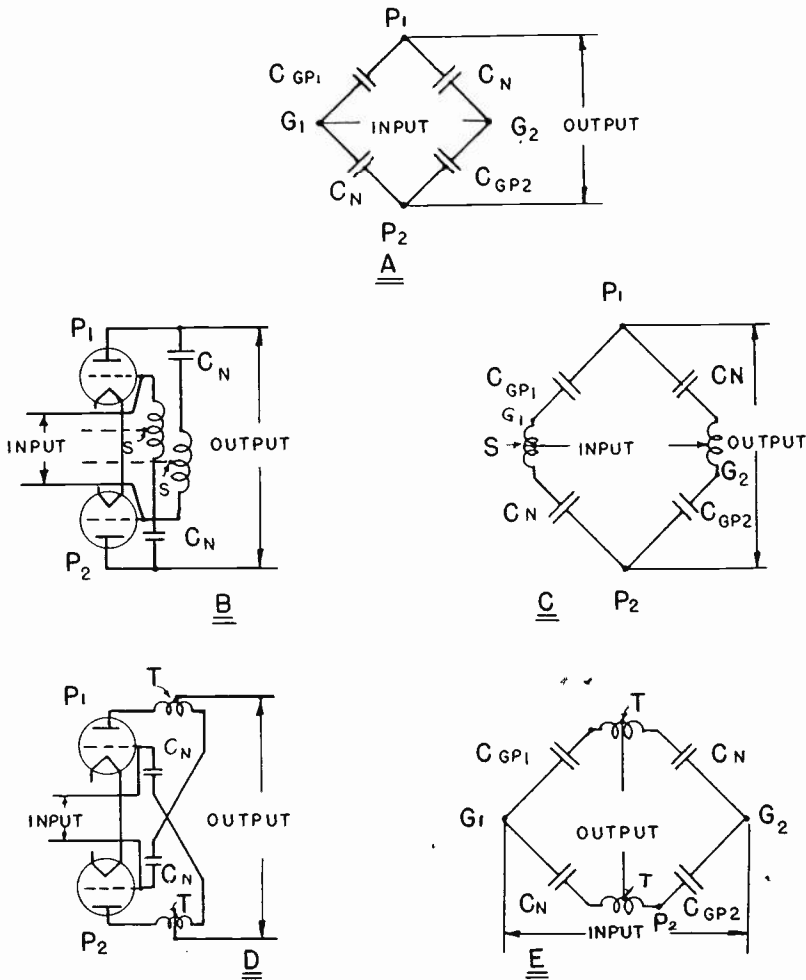 P1
CGP1
CN
G1
INPUT
G2
OUTPUT
CN
CGP2
P2
A
P1
CN
INPUT
S
S
OUTPUT
CN
P2
B
P1
CGP1
CN
G1
S
INPUT
OUTPUT
G2
CN
CGP2
P2
C
T
P1
CN
INPUT
OUTPUT
CN
T
P2
D
T
CGP1
CN
G1
G2
OUTPUT
CN
T
P2
CGP2
INPUT
E